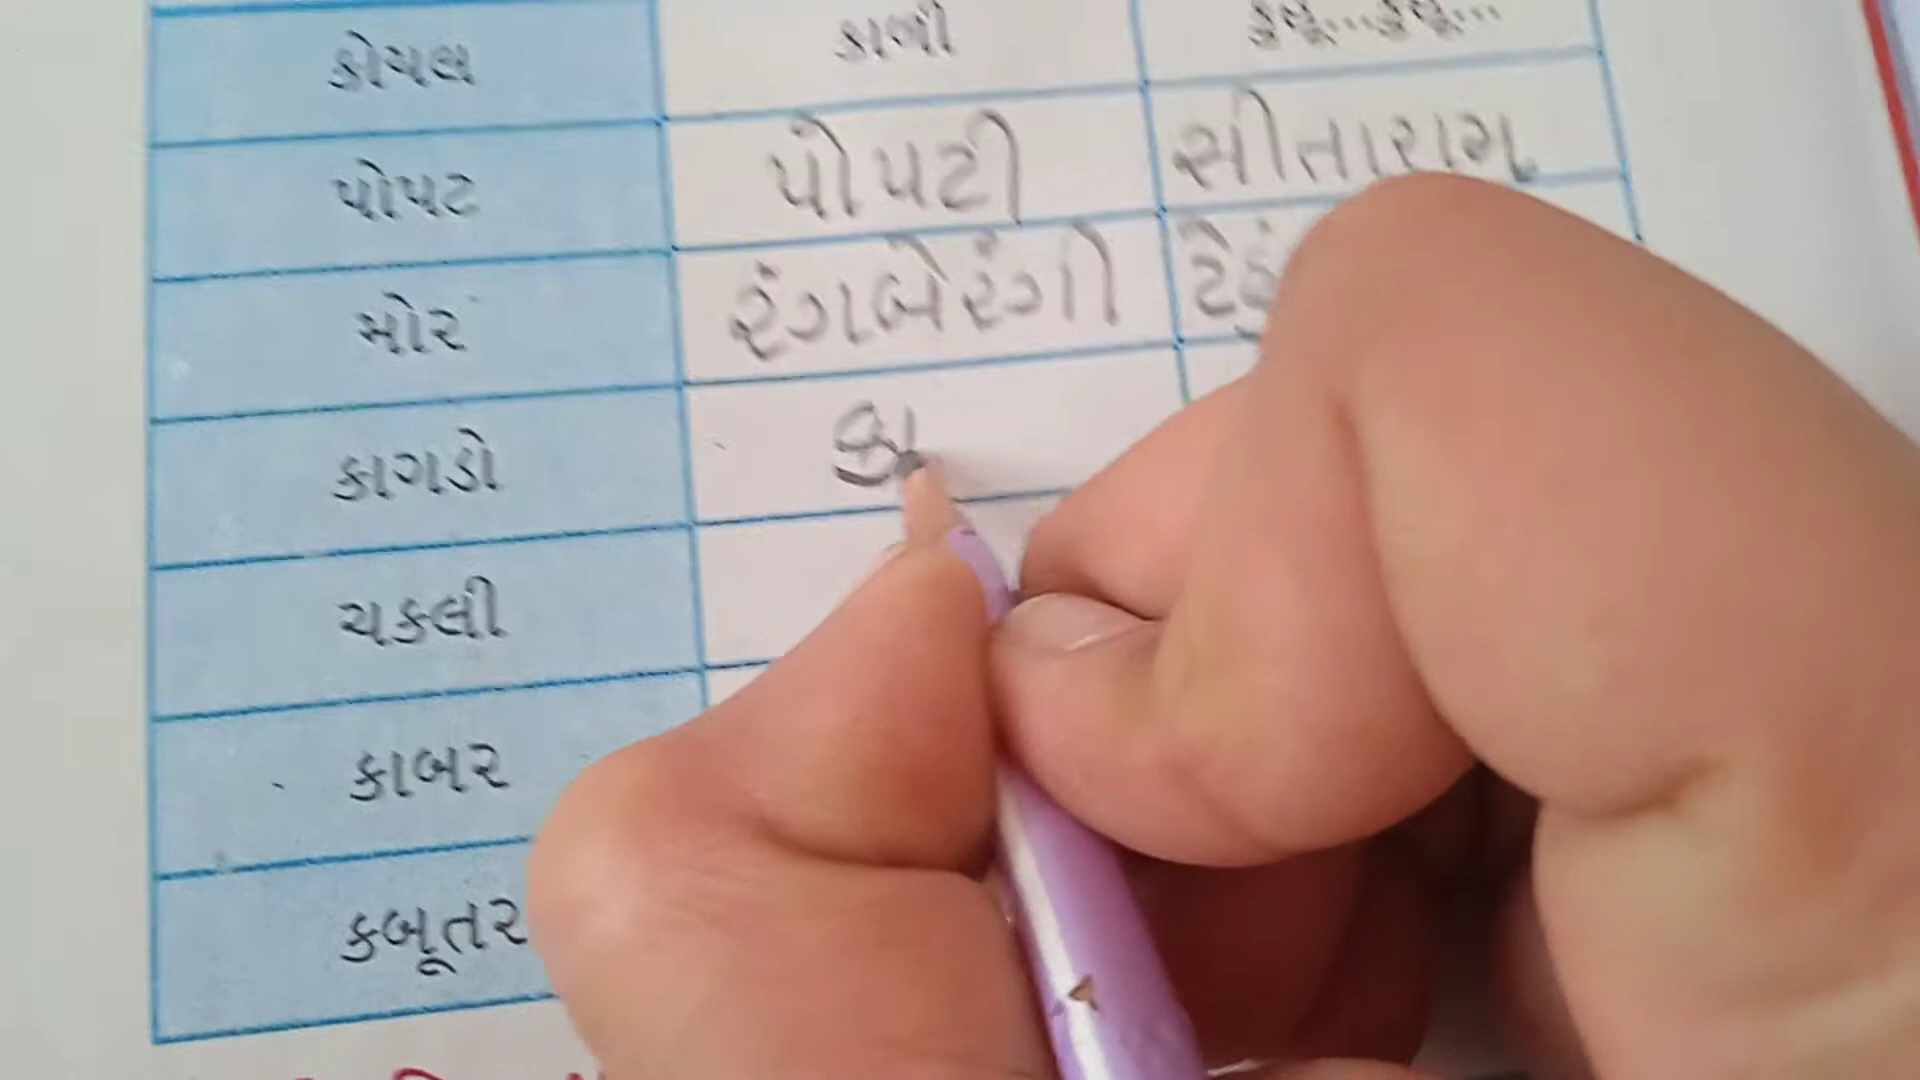 કોયલ કાળી કુહૂ...કુહૂ...
પોપટ પોપટી સીતારામ
મોર રંગબેરંગી
કાગડો કા
ચકલી
કાબર
કબૂતર